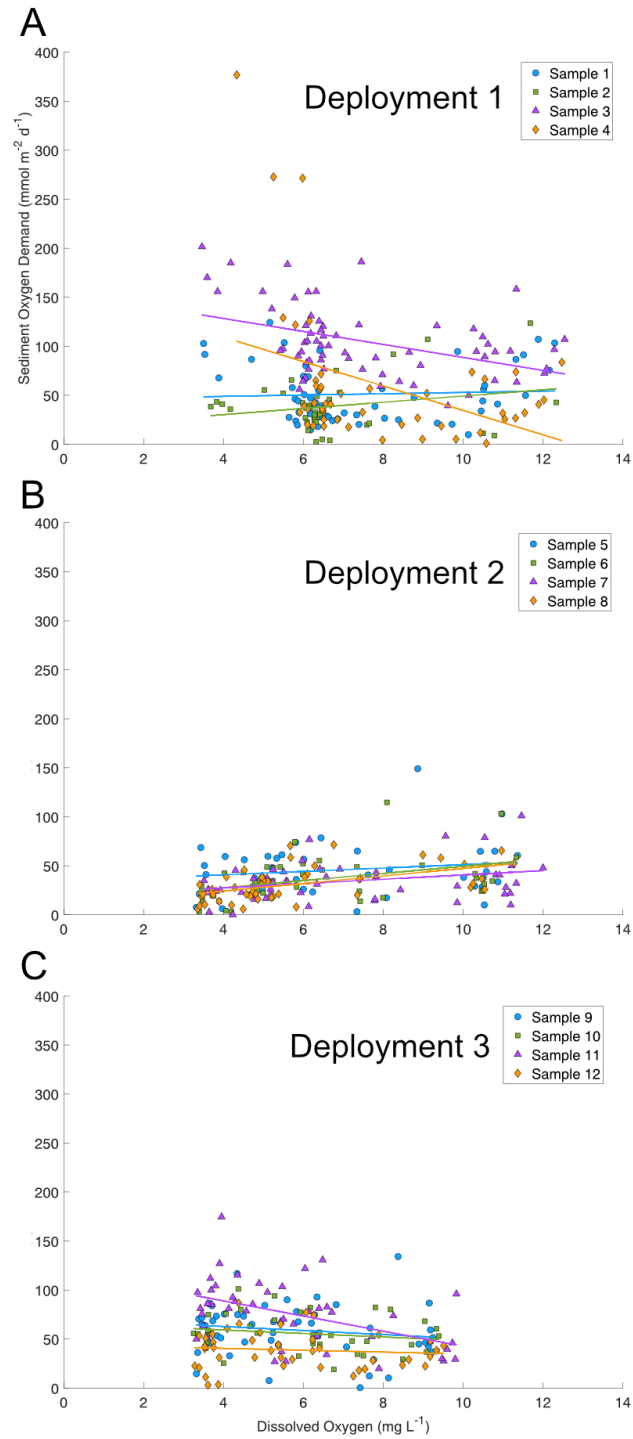 A
400
350
300
250
200
150
100
50
0
0 2 4 6 8 10 12 14
Sediment Oxygen Demand (mmol m⁻² d⁻¹)
Deployment 1
Sample 1
Sample 2
Sample 3
Sample 4
B
400
350
300
250
200
150
100
50
0
0 2 4 6 8 10 12 14
Deployment 2
Sample 5
Sample 6
Sample 7
Sample 8
C
400
350
300
250
200
150
100
50
0
0 2 4 6 8 10 12 14
Deployment 3
Sample 9
Sample 10
Sample 11
Sample 12
Dissolved Oxygen (mg L⁻¹)